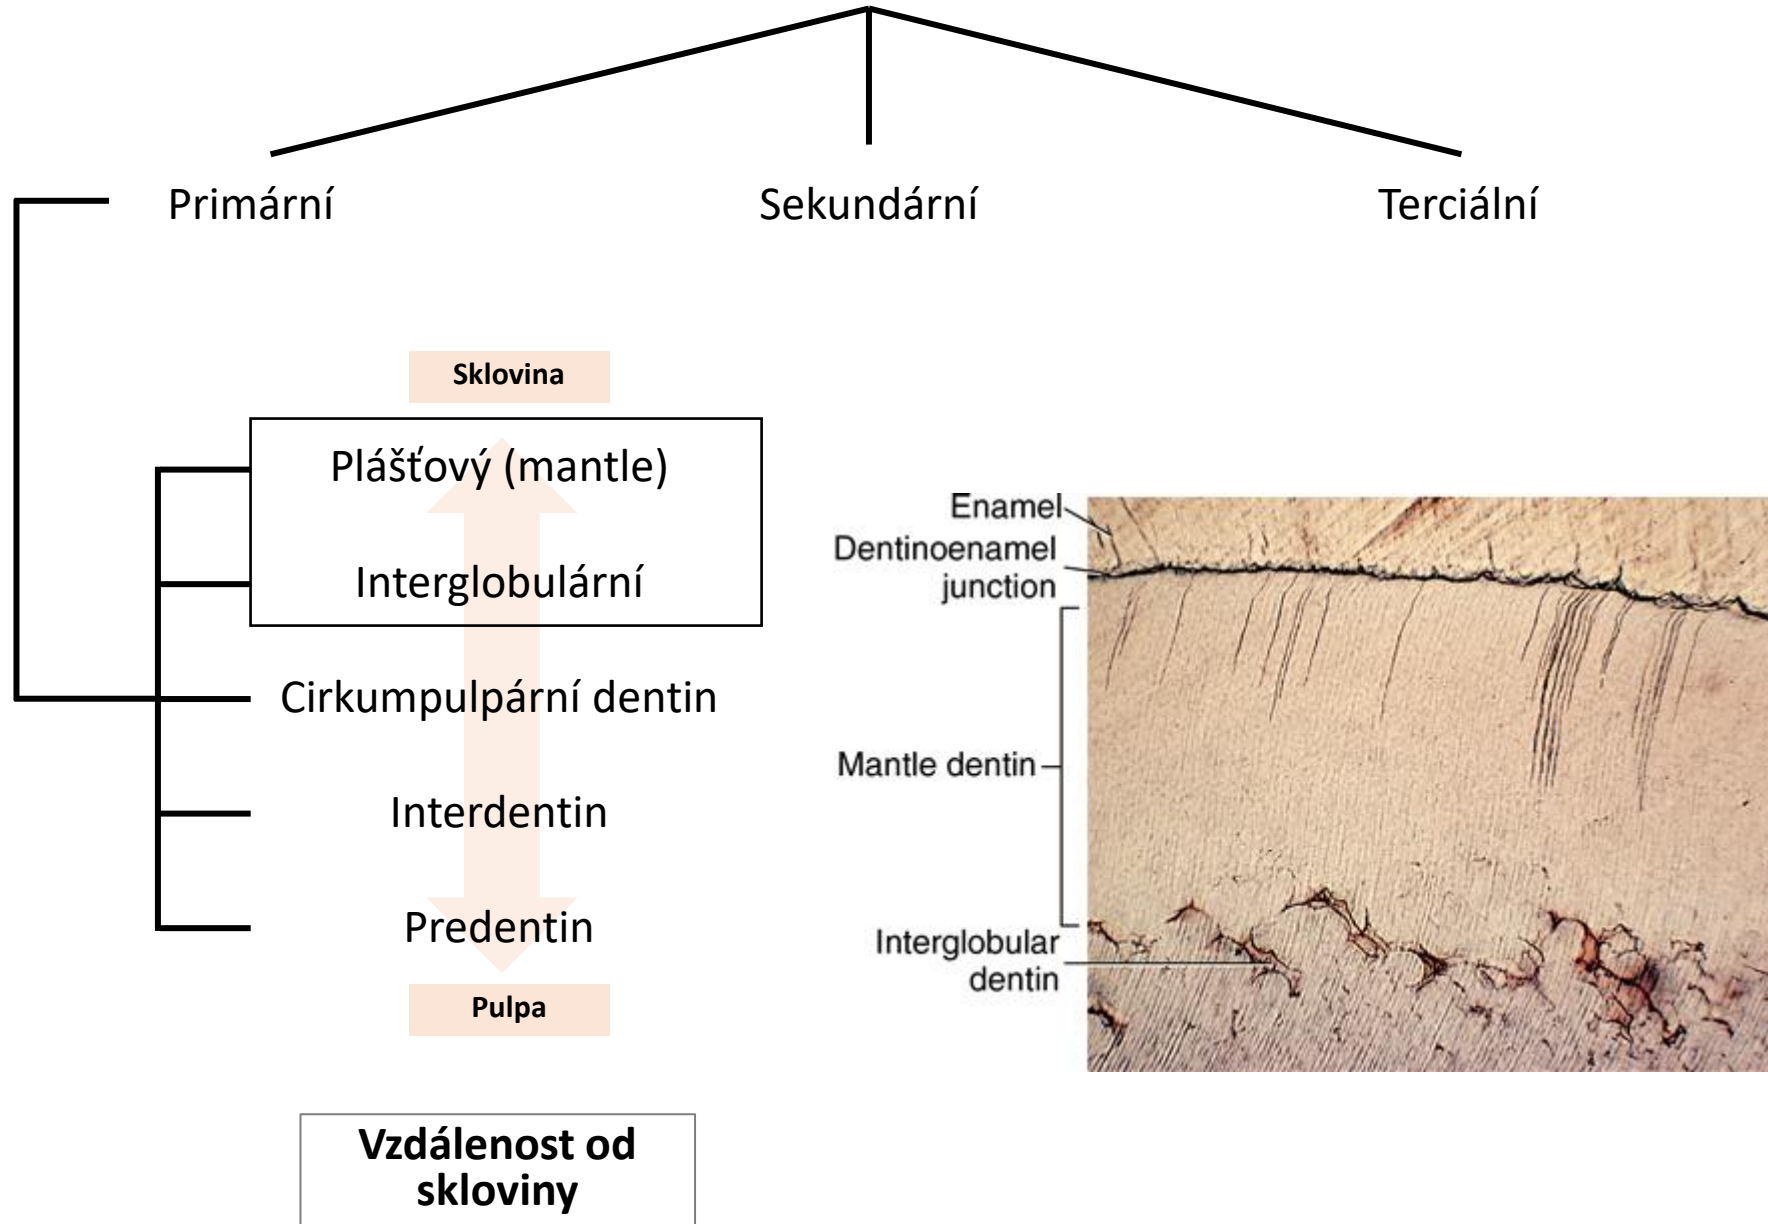 Primární
Sekundární
Terciální
Sklovina
Plášťový (mantle)
Interglobulární
Cirkumpulpární dentin
Interdentin
Predentin
Pulpa
Vzdálenost od
skloviny
Enamel
Dentinoenamel
junction
Mantle dentin
Interglobular
dentin